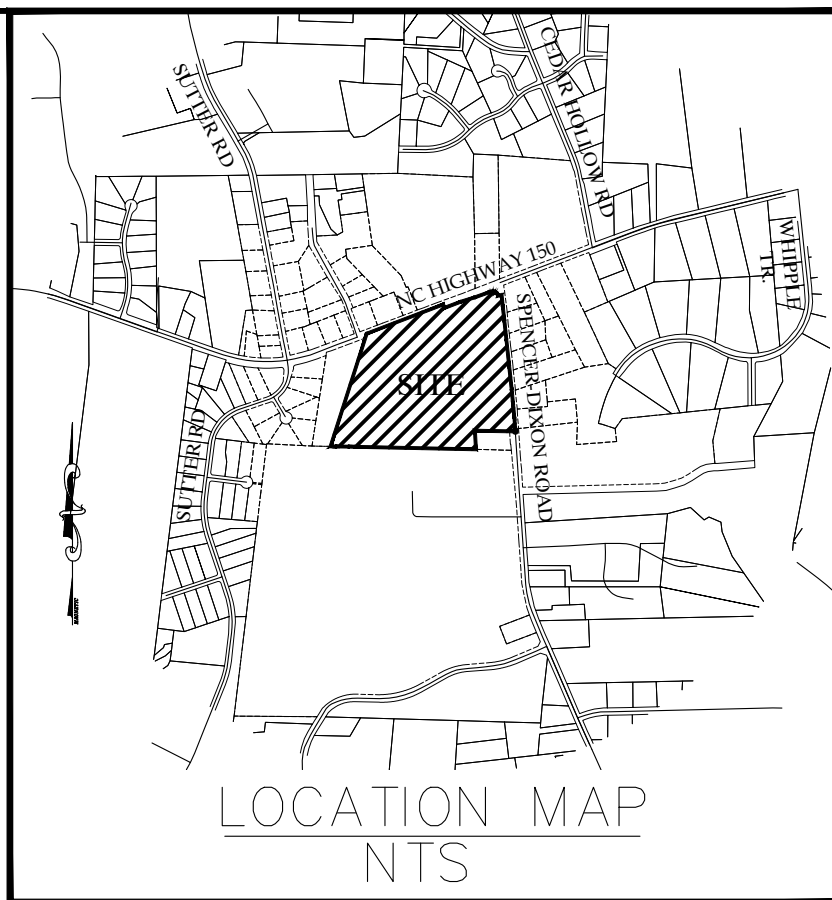 SUTTER RD
CEDAR HOLLOW RD
WHIPPLE
TR.
NC HIGHWAY 150
SPENCER-DIXON ROAD
SITE
SUTTER RD
MAGNETIC
LOCATION MAP
NTS